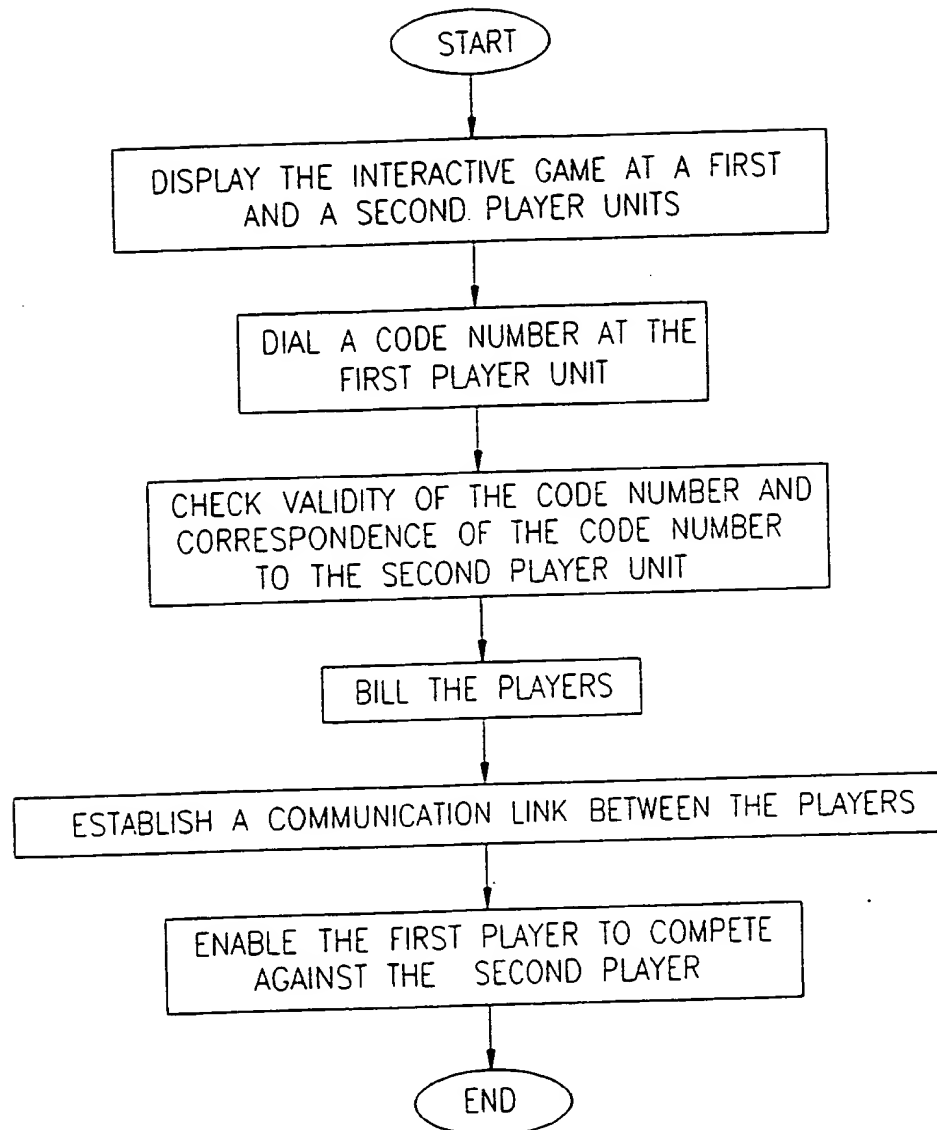 START
DISPLAY THE INTERACTIVE GAME AT A FIRST
AND A SECOND PLAYER UNITS
DIAL A CODE NUMBER AT THE
FIRST PLAYER UNIT
CHECK VALIDITY OF THE CODE NUMBER AND
CORRESPONDENCE OF THE CODE NUMBER
TO THE SECOND PLAYER UNIT
BILL THE PLAYERS
ESTABLISH A COMMUNICATION LINK BETWEEN THE PLAYERS
ENABLE THE FIRST PLAYER TO COMPETE
AGAINST THE SECOND PLAYER
END